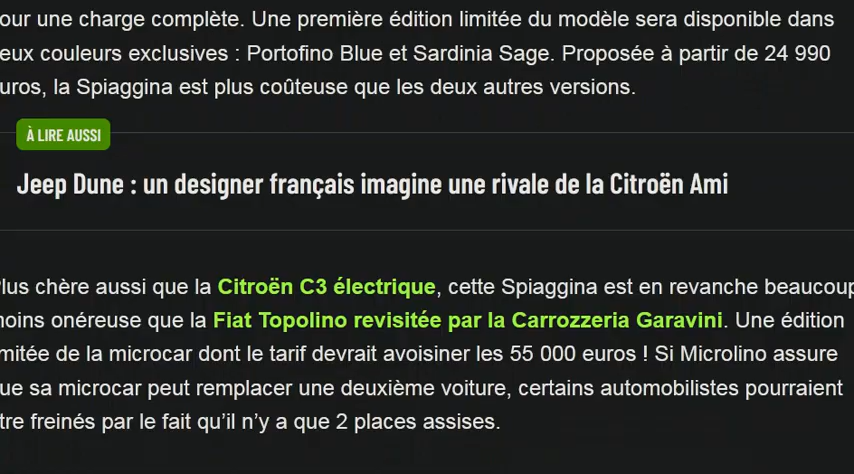 our une charge complète. Une première édition limitée du modèle sera disponible dans
eux couleurs exclusives : Portofino Blue et Sardinia Sage. Proposée à partir de 24 990
uros, la Spiaggina est plus coûteuse que les deux autres versions.
À LIRE AUSSI
Jeep Dune : un designer français imagine une rivale de la Citroën Ami
lus chère aussi que la Citroën C3 électrique, cette Spiaggina est en revanche beaucoup
moins onéreuse que la Fiat Topolino revisitée par la Carrozzeria Garavini. Une édition
mitée de la microcar dont le tarif devrait avoisiner les 55 000 euros ! Si Microlino assure
ue sa microcar peut remplacer une deuxième voiture, certains automobilistes pourraient
tre freinés par le fait qu’il n’y a que 2 places assises.